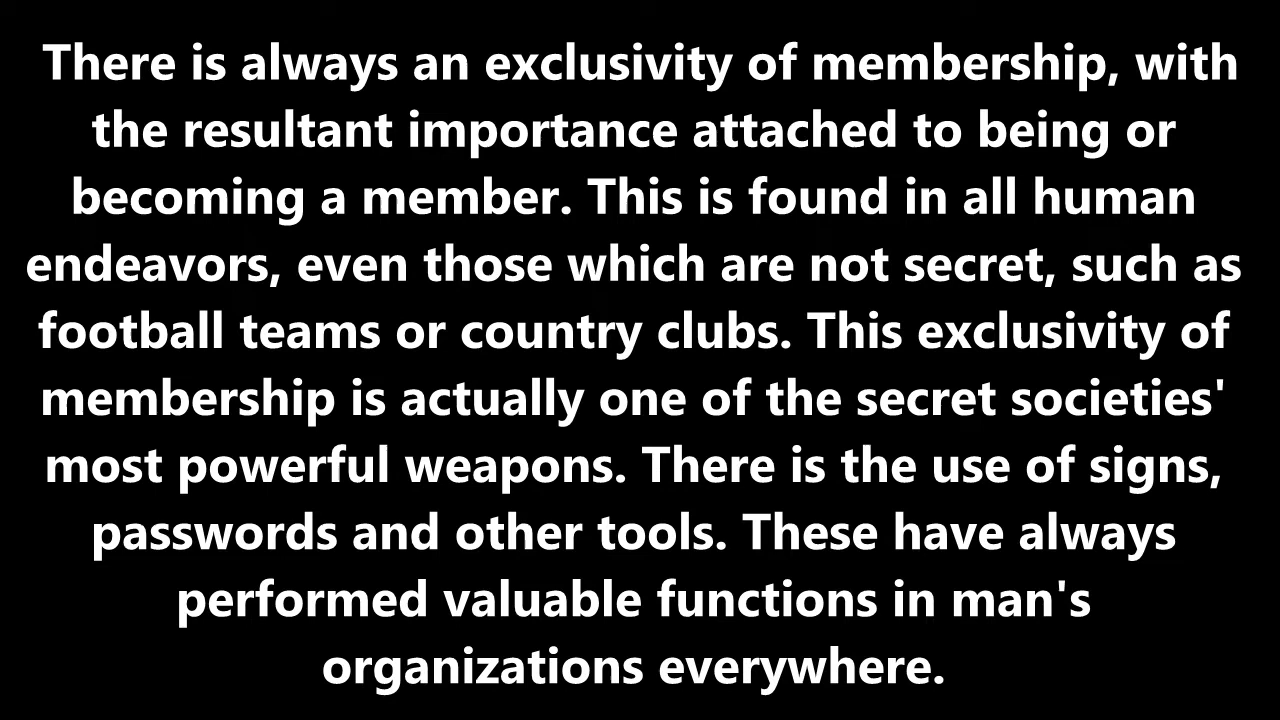 There is always an exclusivity of membership, with
the resultant importance attached to being or
becoming a member. This is found in all human
endeavors, even those which are not secret, such as
football teams or country clubs. This exclusivity of
membership is actually one of the secret societies'
most powerful weapons. There is the use of signs,
passwords and other tools. These have always
performed valuable functions in man's
organizations everywhere.